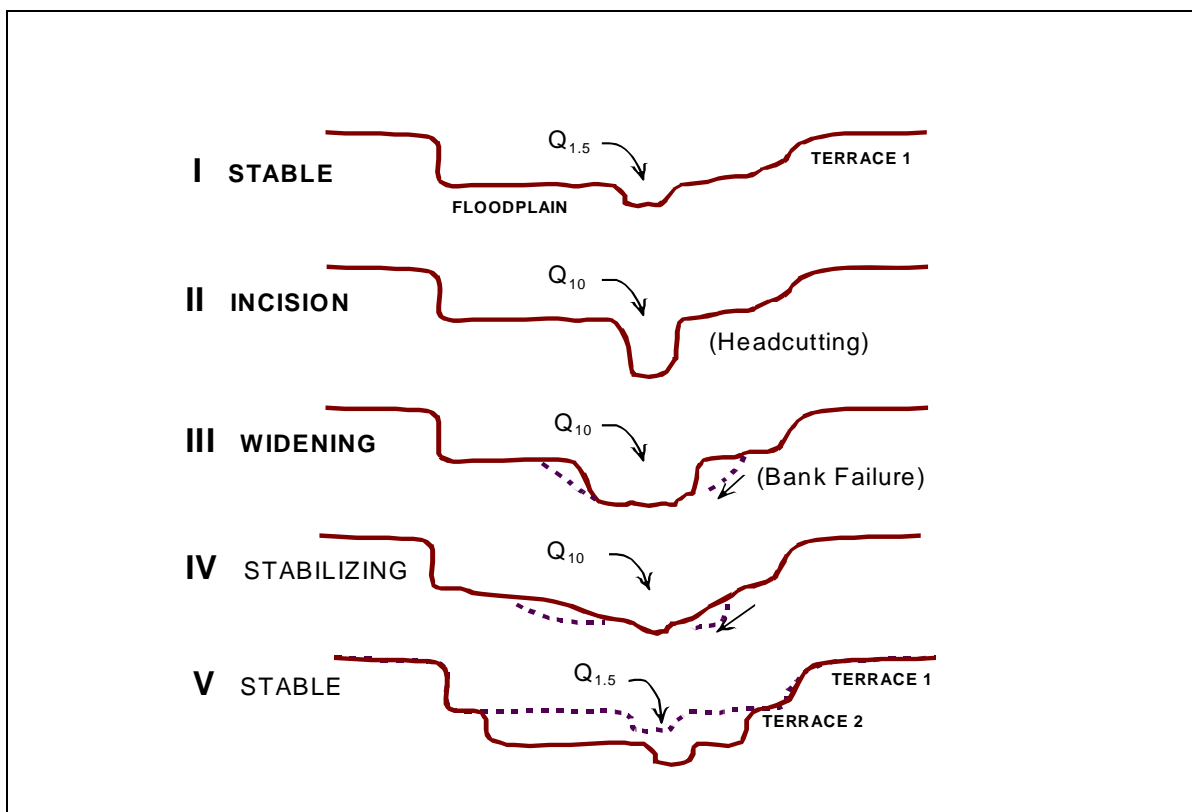 Q1.5
I STABLE
TERRACE 1
FLOODPLAIN
Q10
II INCISION
(Headcutting)
Q10
III WIDENING
(Bank Failure)
Q10
IV STABILIZING
Q1.5
V STABLE
TERRACE 1
TERRACE 2